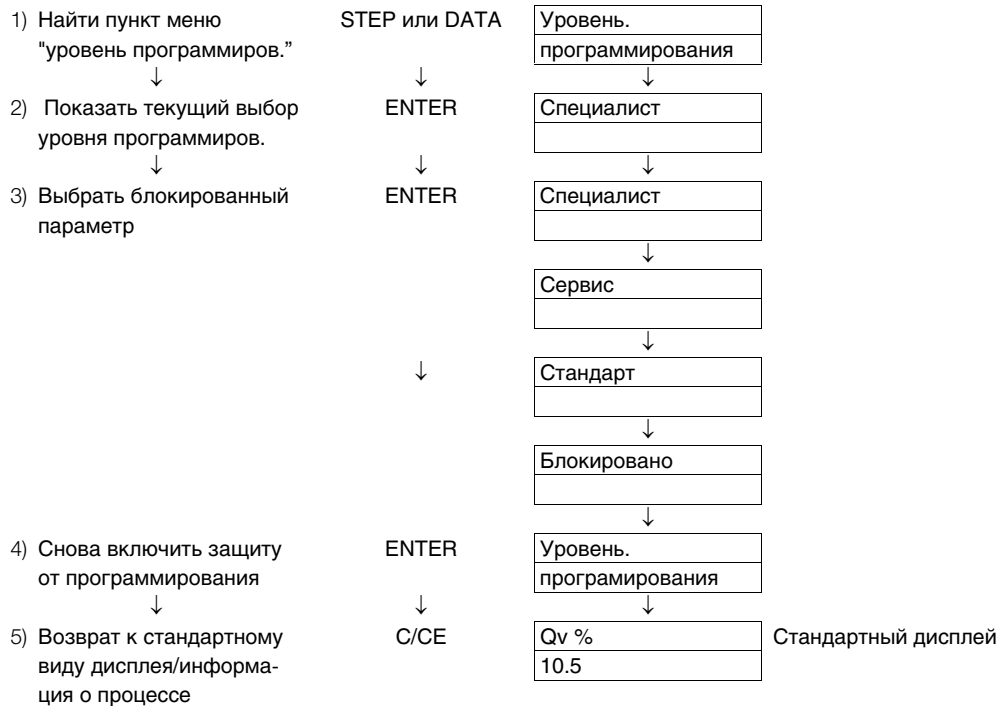 1) Найти пункт меню STEP или DATA Уровень.
"уровень программиров.” программирования
↓ ↓ ↓
2) Показать текущий выбор ENTER Специалист
уровня программиров.
↓ ↓ ↓
3) Выбрать блокированный ENTER Специалист
параметр
↓
Сервис
↓
↓ Стандарт
↓
Блокировано
↓
4) Снова включить защиту ENTER Уровень.
от программирования програмирования
↓ ↓ ↓
5) Возврат к стандартному C/CE Qv % Стандартный дисплей
виду дисплея/информа- 10.5
ция о процессе